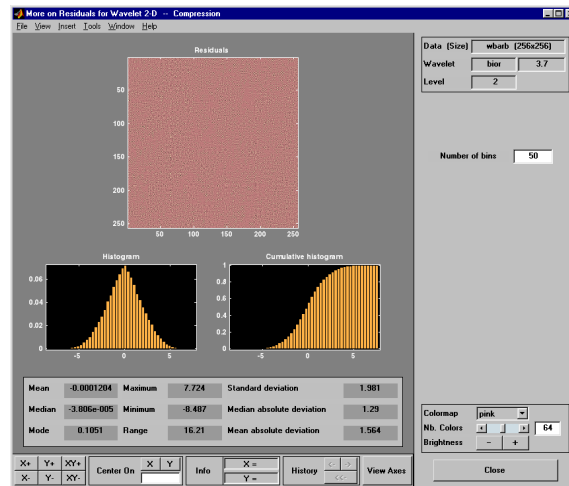 More on Residuals for Wavelet 2-D -- Compression
File View Insert Tools Window Help
Residuals
50
100
150
200
250
50 100 150 200 250
Histogram
0.06
0.04
0.02
0
-5 0 5
Cumulative histogram
1
0.8
0.6
0.4
0.2
0
-5 0 5
Mean -0.0001204 Maximum 7.724 Standard deviation 1.981
Median -3.806e-005 Minimum -8.487 Median absolute deviation 1.29
Mode 0.1051 Range 16.21 Mean absolute deviation 1.564
Data (Size) wbarb (256x256)
Wavelet bior 3.7
Level 2
Number of bins 50
Colormap pink
Nb. Colors 64
Brightness - +
X+ Y+ XY+
X- Y- XY-
Center On X Y
Info X =
Y =
History <- ->
<<-
View Axes
Close